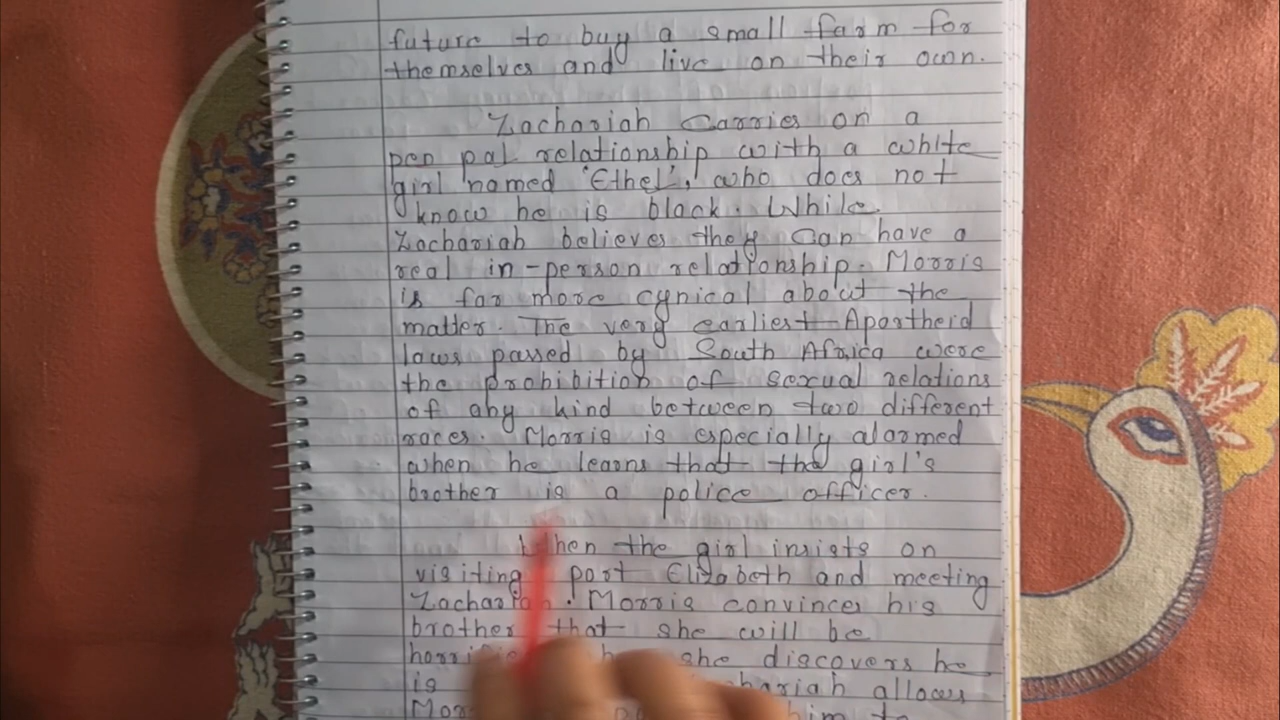 future to buy a small farm for
themselves and live on their own.
Zachariah Carries on a
pen pal relationship with a white
girl named 'Ethel', who does not
know he is black. While
Zachariah believes they can have a
real in-person relationship. Morris
is far more cynical about the
matter. The very earliest Apartheid
laws passed by South Africa were
the prohibition of sexual relations
of any kind between two different
races. Morris is especially alarmed
when he learns that the girl's
brother is a police officer.
When the girl insists on
visiting port Elizabeth and meeting
Zachariah. Morris convinces his
brother that she will be
she discovers he
is allows
him to